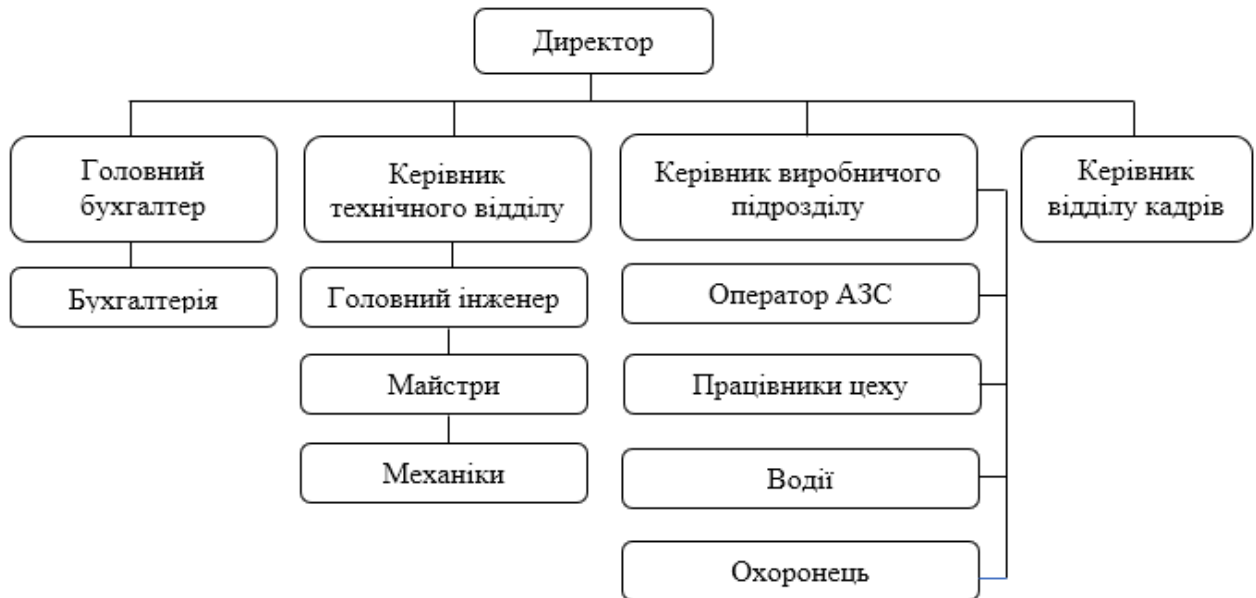 Директор
Головний
бухгалтер
Керівник
технічного відділу
Керівник виробничого
підрозділу
Керівник
відділу кадрів
Бухгалтерія
Головний інженер
Оператор АЗС
Майстри
Працівники цеху
Механіки
Водії
Охоронець